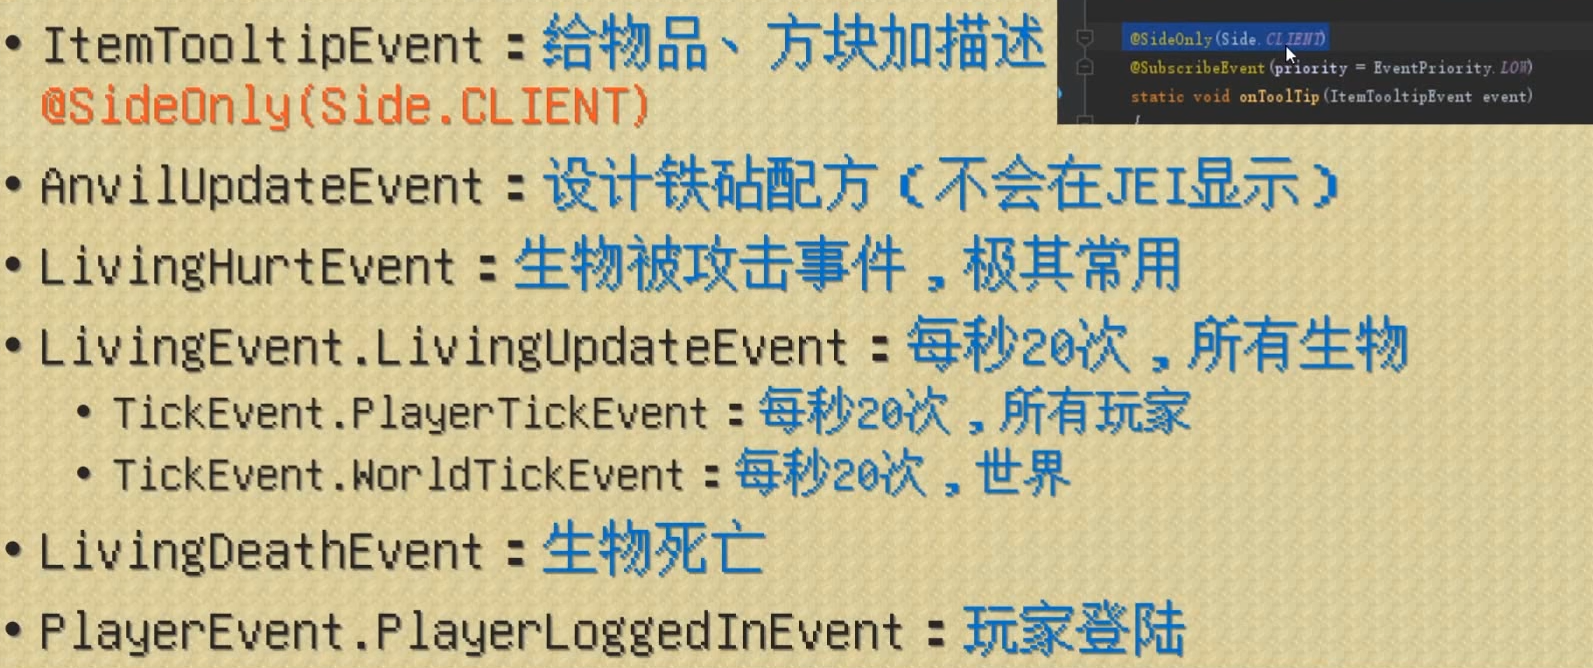 • ItemTooltipEvent：给物品、方块加描述
@SideOnly(Side.CLIENT)
@SideOnly(Side.CLIENT)
@SubscribeEvent(priority = EventPriority.LOW)
static void onToolTip(ItemTooltipEvent event)
{
• AnvilUpdateEvent：设计铁砧配方（不会在JEI显示）
• LivingHurtEvent：生物被攻击事件，极其常用
• LivingEvent.LivingUpdateEvent：每秒20次，所有生物
• TickEvent.PlayerTickEvent：每秒20次，所有玩家
• TickEvent.WorldTickEvent：每秒20次，世界
• LivingDeathEvent：生物死亡
• PlayerEvent.PlayerLoggedInEvent：玩家登陆